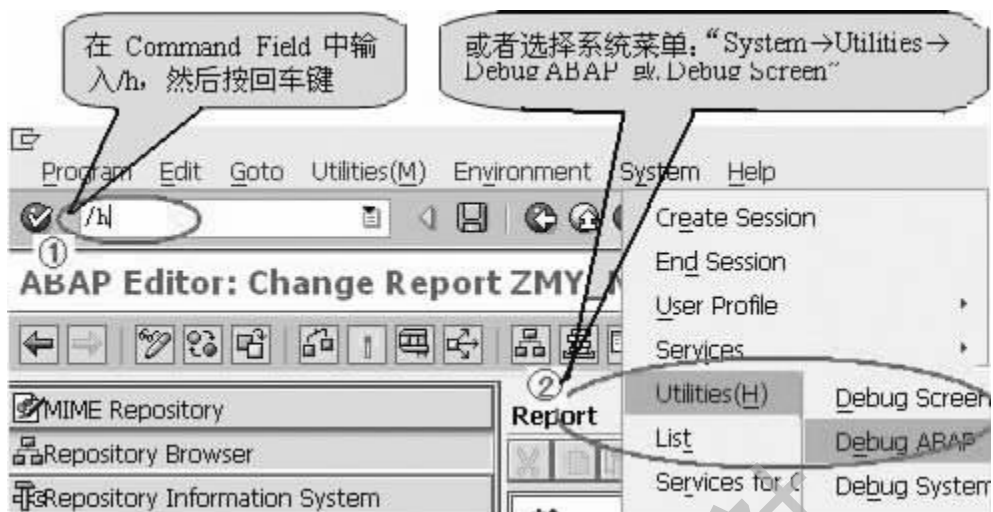 在 Command Field 中输
入/h，然后按回车键
或者选择系统菜单：“System→Utilities→
Debug ABAP 或 Debug Screen”
Program Edit Goto Utilities(M) Environment System Help
/h
①
ABAP Editor: Change Report ZMY_
Create Session
End Session
User Profile
Services
Utilities(H)
List
Services for
Debug Screen
Debug ABAP
Debug System
②
MIME Repository
Repository Browser
Repository Information System
Report